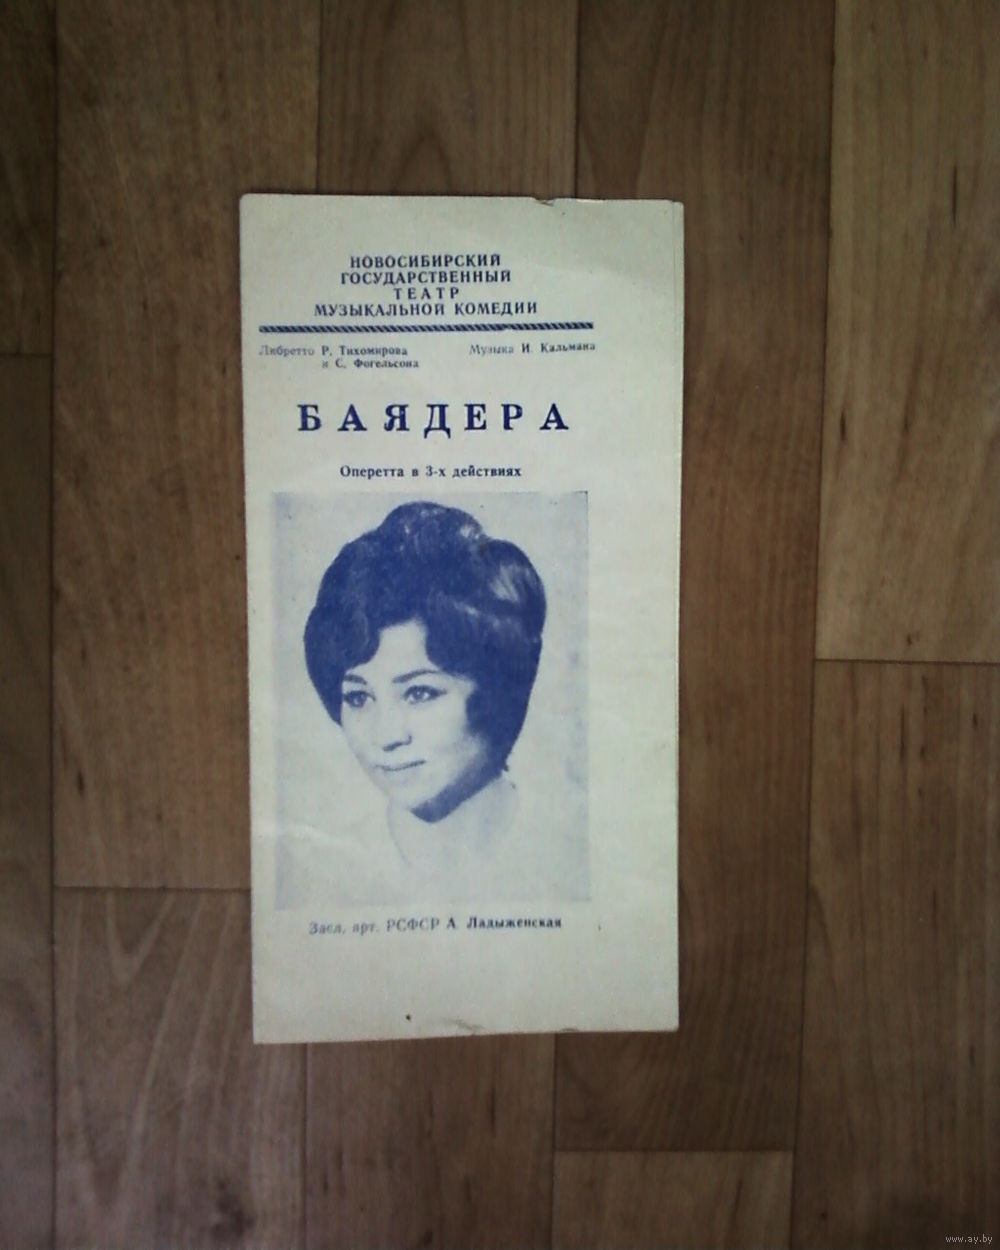 НОВОСИБИРСКИЙ
ГОСУДАРСТВЕННЫЙ
ТЕАТР
МУЗЫКАЛЬНОЙ КОМЕДИИ
Либретто Р. Тихомирова
и С. Фогельсона
Музыка И. Кальмана
БАЯДЕРА
Оперетта в 3-х действиях
Засл. арт. РСФСР А. Ладыженская
www.ay.by